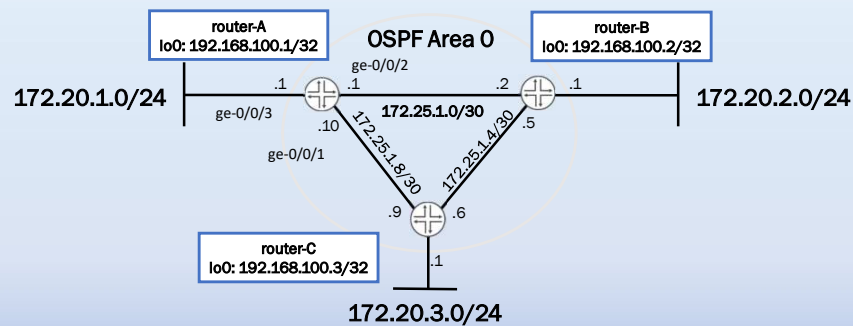 router-A
lo0: 192.168.100.1/32
OSPF Area 0
router-B
lo0: 192.168.100.2/32
ge-0/0/2
.1
.1
.2
.1
172.20.1.0/24
172.20.2.0/24
ge-0/0/3
172.25.1.0/30
.10
.5
172.25.1.8/30
172.25.1.4/30
ge-0/0/1
.9
.6
router-C
lo0: 192.168.100.3/32
.1
172.20.3.0/24